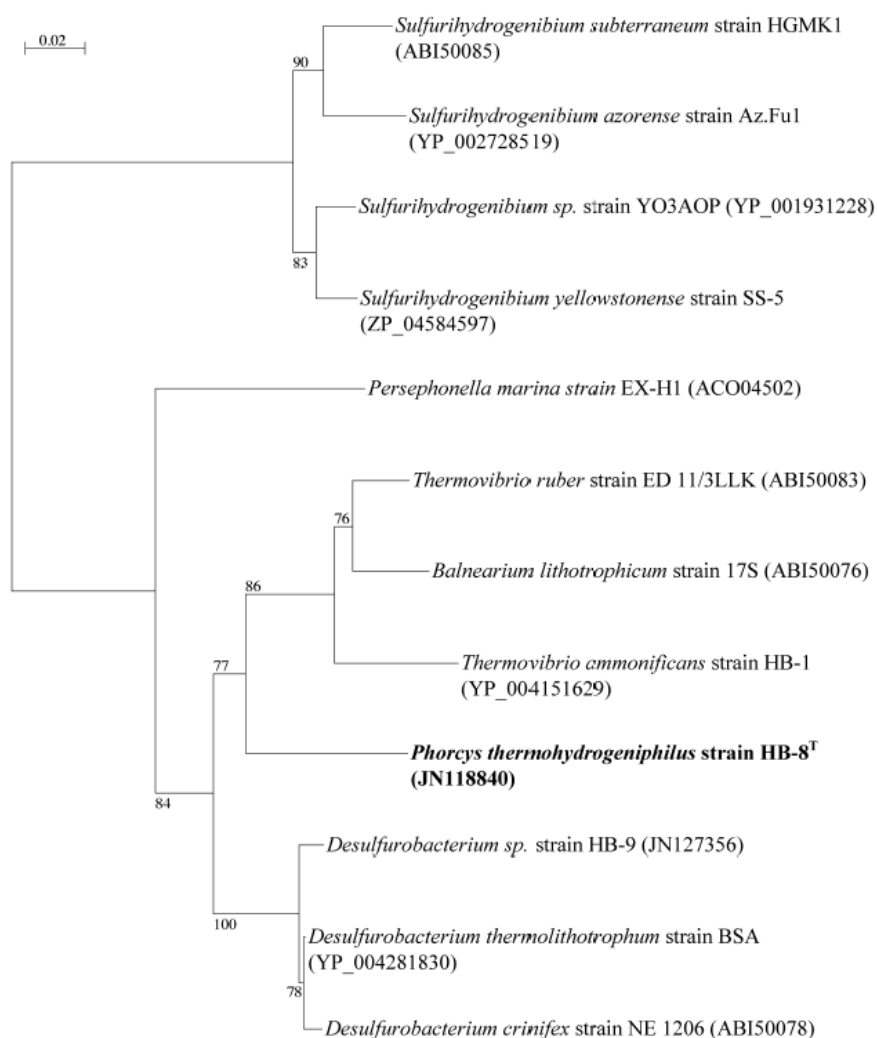 0.02
Sulfurihydrogenibium subterraneum strain HGMK1
(ABI50085)
90
Sulfurihydrogenibium azorense strain Az.Fu1
(YP_002728519)
Sulfurihydrogenibium sp. strain YO3AOP (YP_001931228)
83
Sulfurihydrogenibium yellowstonense strain SS-5
(ZP_04584597)
Persephonella marina strain EX-H1 (ACO04502)
Thermovibrio ruber strain ED 11/3LLK (ABI50083)
76
Balnearium lithotrophicum strain 17S (ABI50076)
86
Thermovibrio ammonificans strain HB-1
(YP_004151629)
77
Phorcys thermohydrogeniphilus strain HB-8T
(JN118840)
84
Desulfurobacterium sp. strain HB-9 (JN127356)
100
Desulfurobacterium thermolithotrophum strain BSA
(YP_004281830)
78
Desulfurobacterium crinifex strain NE 1206 (ABI50078)